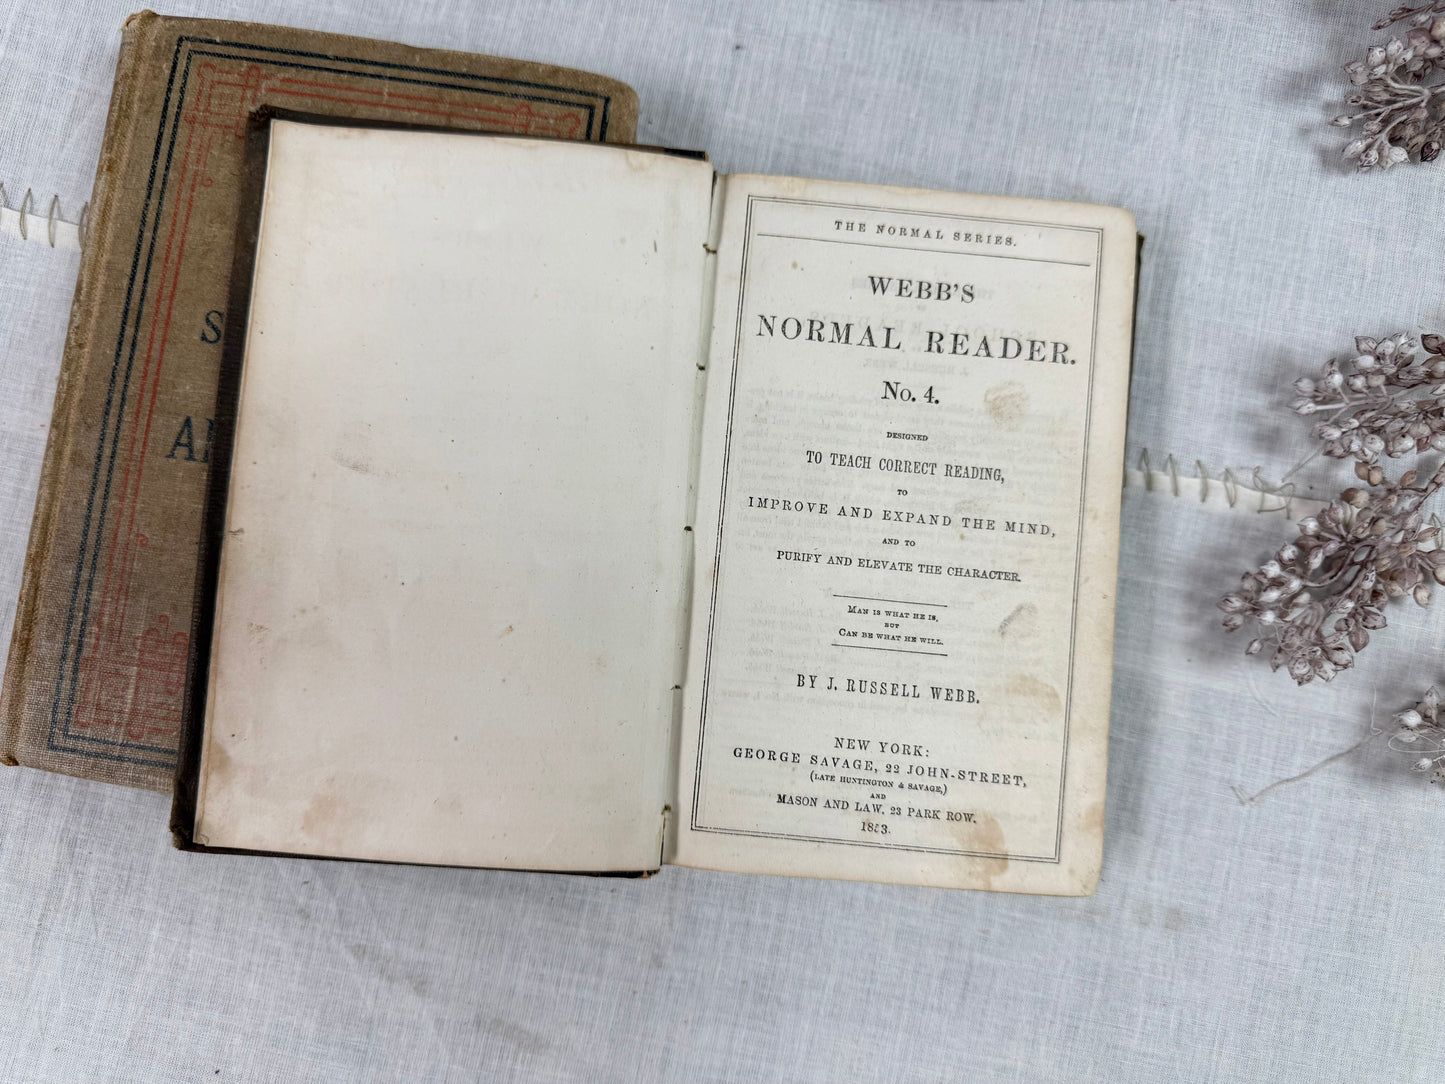 THE NORMAL SERIES.
WEBB'S
NORMAL READER.
No. 4.
DESIGNED
TO TEACH CORRECT READING,
TO
IMPROVE AND EXPAND THE MIND,
AND TO
PURIFY AND ELEVATE THE CHARACTER.
MAN IS WHAT HE IS,
BUT
CAN BE WHAT HE WILL.
BY J. RUSSELL WEBB.
NEW YORK:
GEORGE SAVAGE, 22 JOHN-STREET,
(LATE HUNTINGTON & SAVAGE,)
AND
MASON AND LAW, 23 PARK ROW.
1853.
S
A